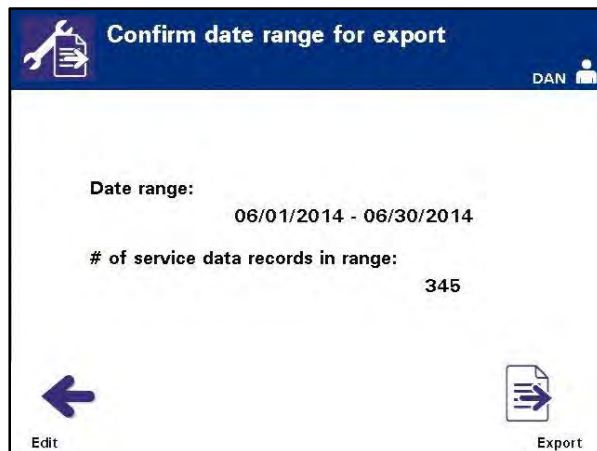 Confirm date range for export
DAN
Date range:
06/01/2014 - 06/30/2014
# of service data records in range:
345
Edit
Export